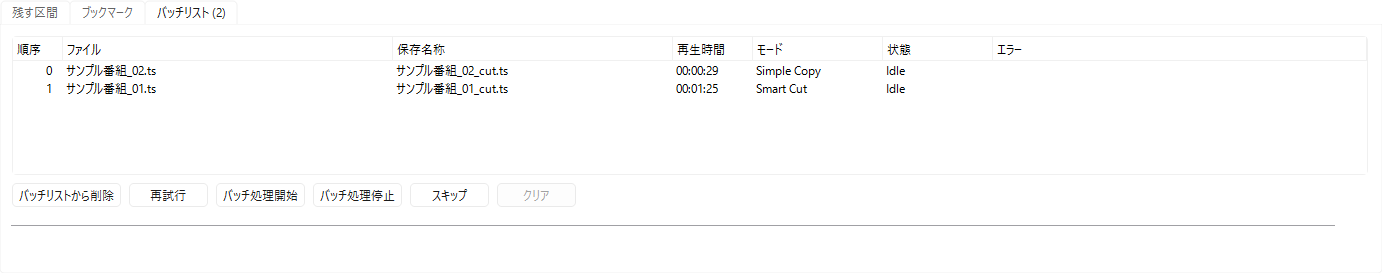 残す区間 ブックマーク バッチリスト (2)
順序 ファイル 保存名称 再生時間 モード 状態 エラー
0 サンプル番組_02.ts サンプル番組_02_cut.ts 00:00:29 Simple Copy Idle
1 サンプル番組_01.ts サンプル番組_01_cut.ts 00:01:25 Smart Cut Idle
バッチリストから削除 再試行 バッチ処理開始 バッチ処理停止 スキップ クリア